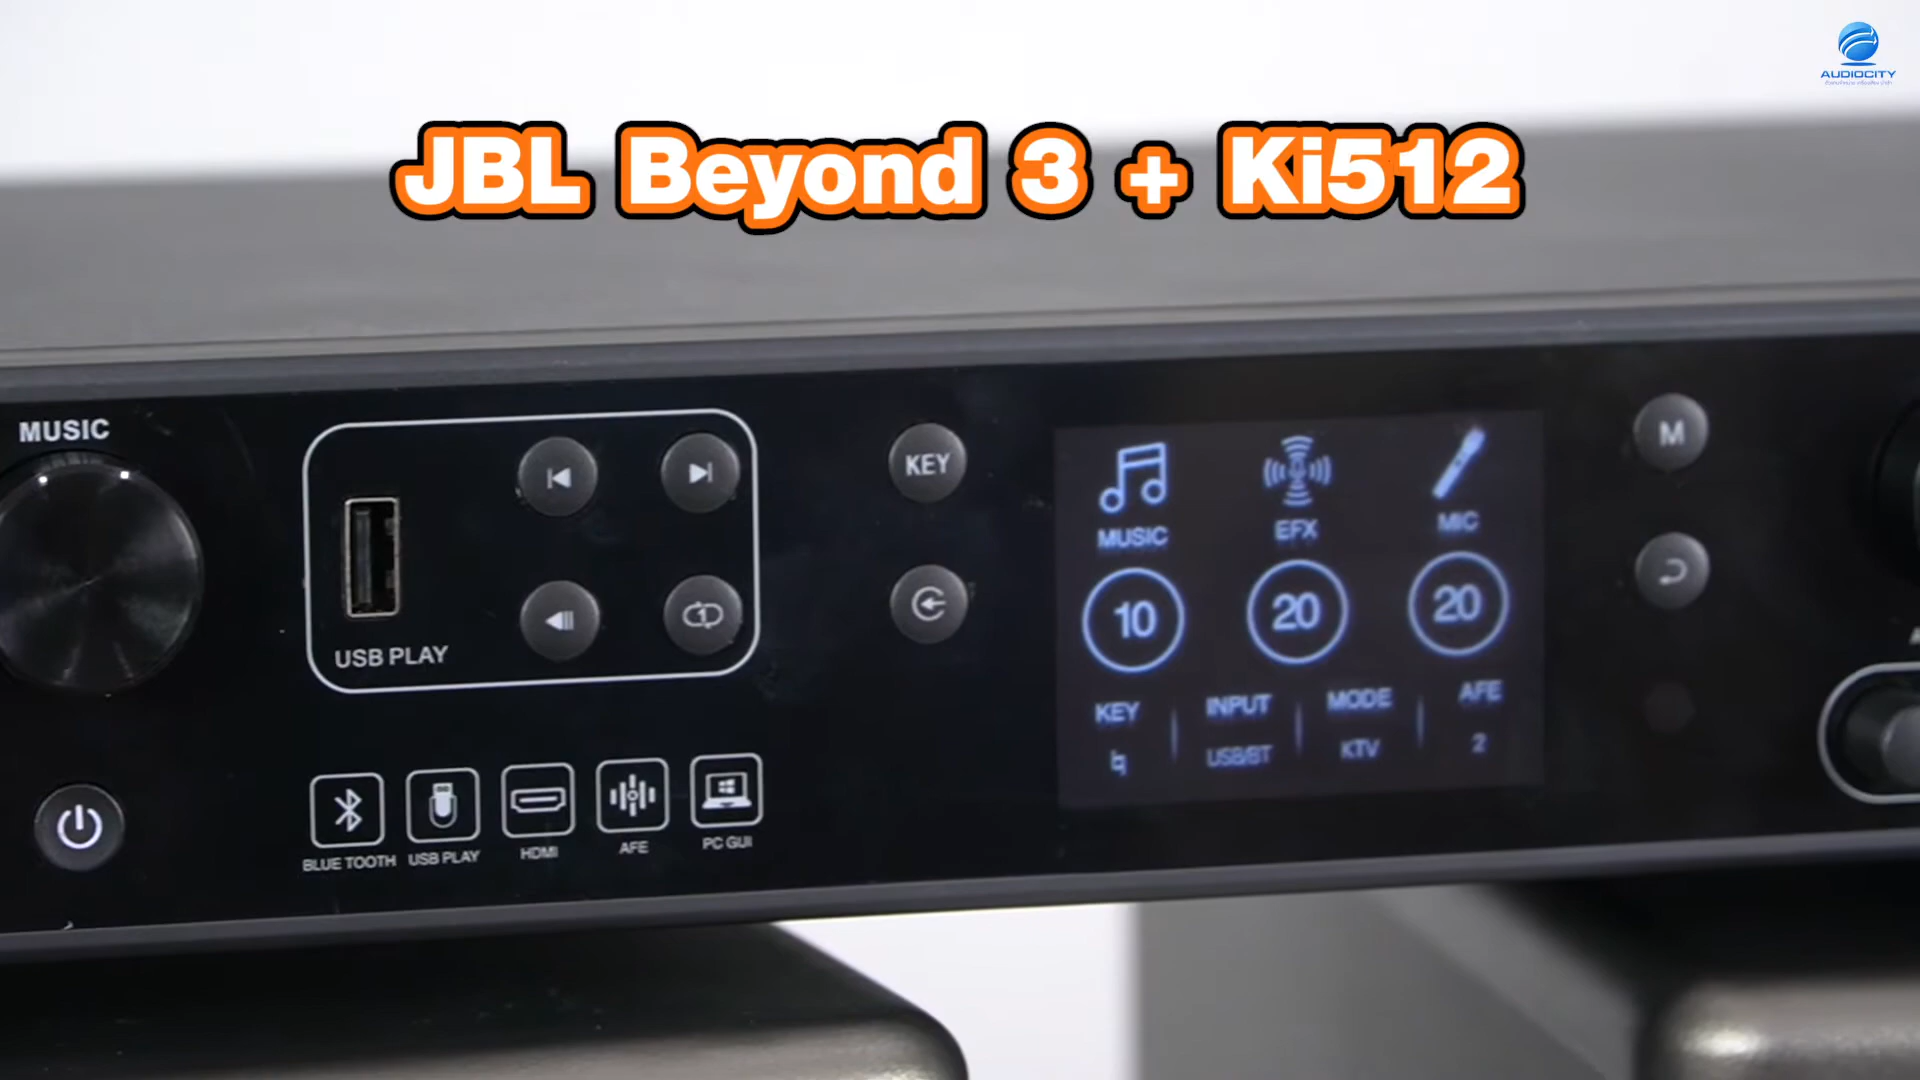 AUDIOCITY
JBL Beyond 3 + Ki512
MUSIC
USB PLAY
KEY
M
MUSIC
EFX
MIC
10
20
20
KEY
INPUT
MODE
AFE
♮
USB/BT
KTV
2
BLUE TOOTH
USB PLAY
HDMI
AFE
PC GUI